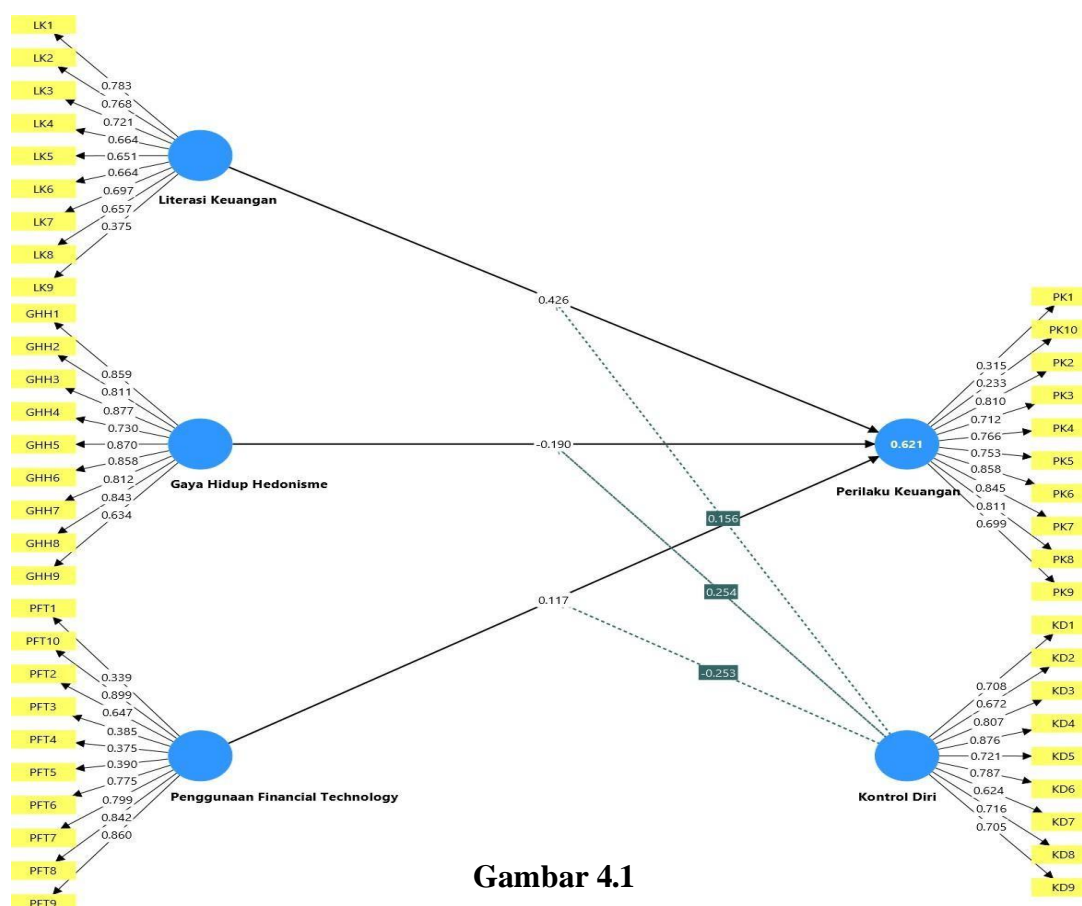 LK1
LK2
LK3
LK4
LK5
LK6
LK7
LK8
LK9
0.783
0.768
0.721
0.664
0.651
0.664
0.697
0.657
0.375
Literasi Keuangan
GHH1
GHH2
GHH3
GHH4
GHH5
GHH6
GHH7
GHH8
GHH9
0.859
0.811
0.877
0.730
0.870
0.858
0.812
0.843
0.634
Gaya Hidup Hedonisme
PFT1
PFT10
PFT2
PFT3
PFT4
PFT5
PFT6
PFT7
PFT8
PFT9
0.339
0.899
0.647
0.385
0.375
0.390
0.775
0.799
0.842
0.860
Penggunaan Financial Technology
0.426
-0.190
0.117
0.156
0.254
-0.253
PK1
PK10
PK2
PK3
PK4
PK5
PK6
PK7
PK8
PK9
0.315
0.233
0.810
0.712
0.766
0.753
0.858
0.845
0.811
0.699
0.621
Perilaku Keuangan
KD1
KD2
KD3
KD4
KD5
KD6
KD7
KD8
KD9
0.708
0.672
0.807
0.876
0.721
0.787
0.624
0.716
0.705
Kontrol Diri
Gambar 4.1